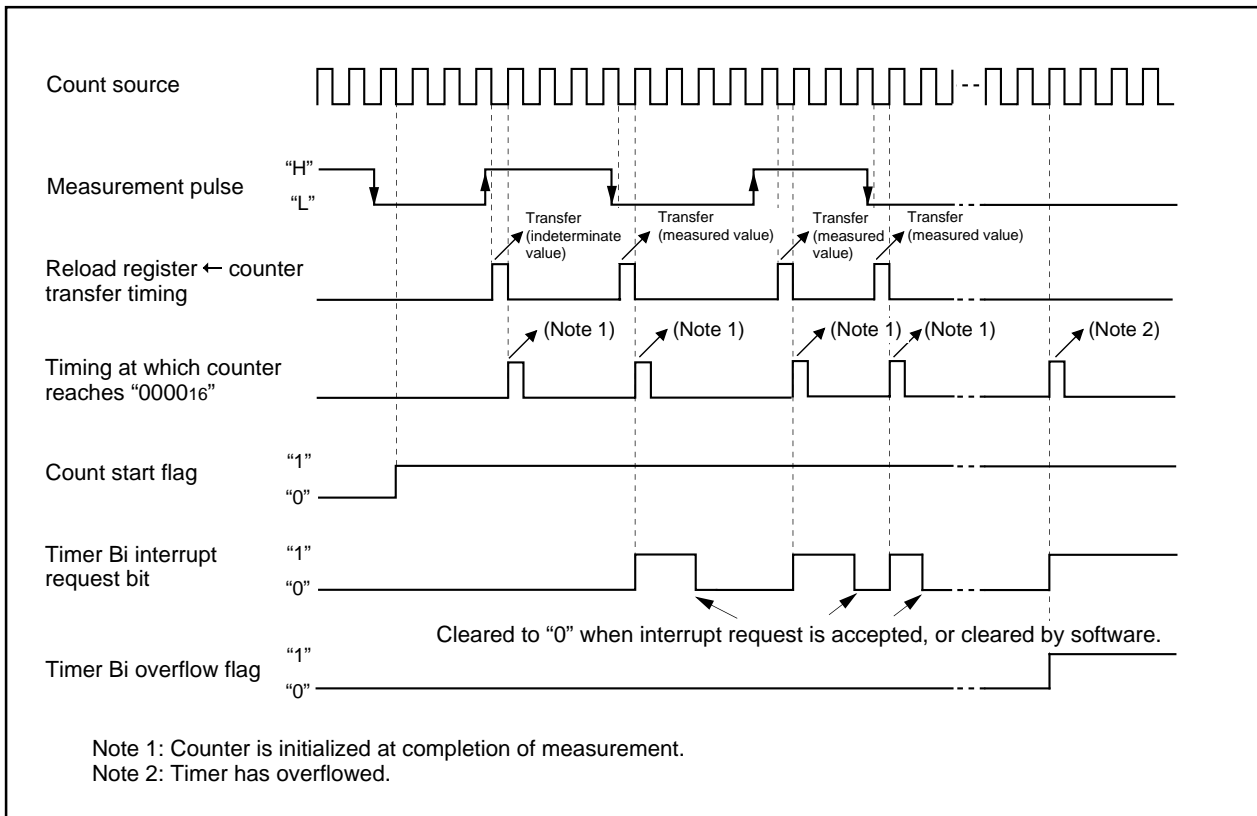 Count source
Measurement pulse
“H”
“L”
Transfer
(indeterminate
value)
Transfer
(measured value)
Transfer
(measured
value)
Transfer
(measured value)
Reload register ← counter
transfer timing
(Note 1)
(Note 1)
(Note 1)
(Note 1)
(Note 2)
Timing at which counter
reaches “000016”
Count start flag
“1”
“0”
Timer Bi interrupt
request bit
“1”
“0”
Cleared to “0” when interrupt request is accepted, or cleared by software.
Timer Bi overflow flag
“1”
“0”
Note 1: Counter is initialized at completion of measurement.
Note 2: Timer has overflowed.